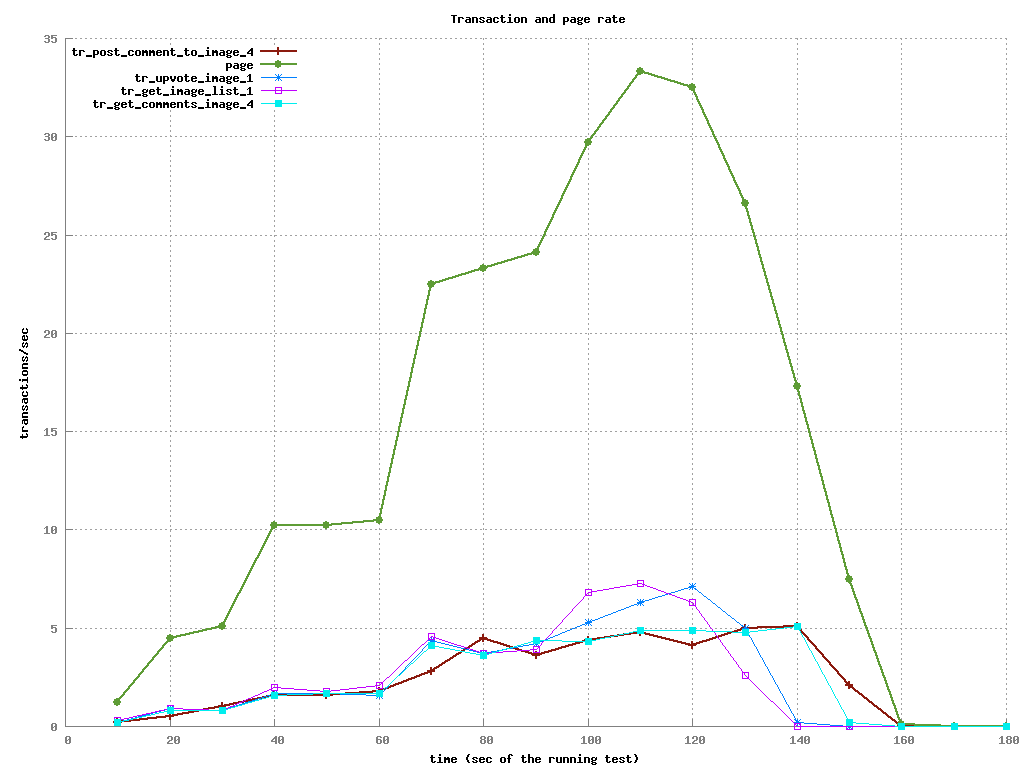 Transaction and page rate
35
30
25
20
15
10
5
0
transactions/sec
tr_post_comment_to_image_4
page
tr_upvote_image_1
tr_get_image_list_1
tr_get_comments_image_4
0 20 40 60 80 100 120 140 160 180
time (sec of the running test)